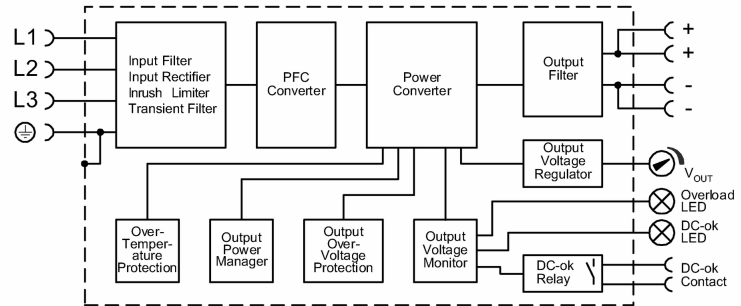 L1
L2
L3
Input Filter
Input Rectifier
Inrush Limiter
Transient Filter
PFC
Converter
Power
Converter
Output
Filter
+
+
-
-
Output
Voltage
Regulator
VOUT
Overload
LED
DC-ok
LED
Over-
Temper-
ature
Protection
Output
Power
Manager
Output
Over-
Voltage
Protection
Output
Voltage
Monitor
DC-ok
Relay
DC-ok
Contact